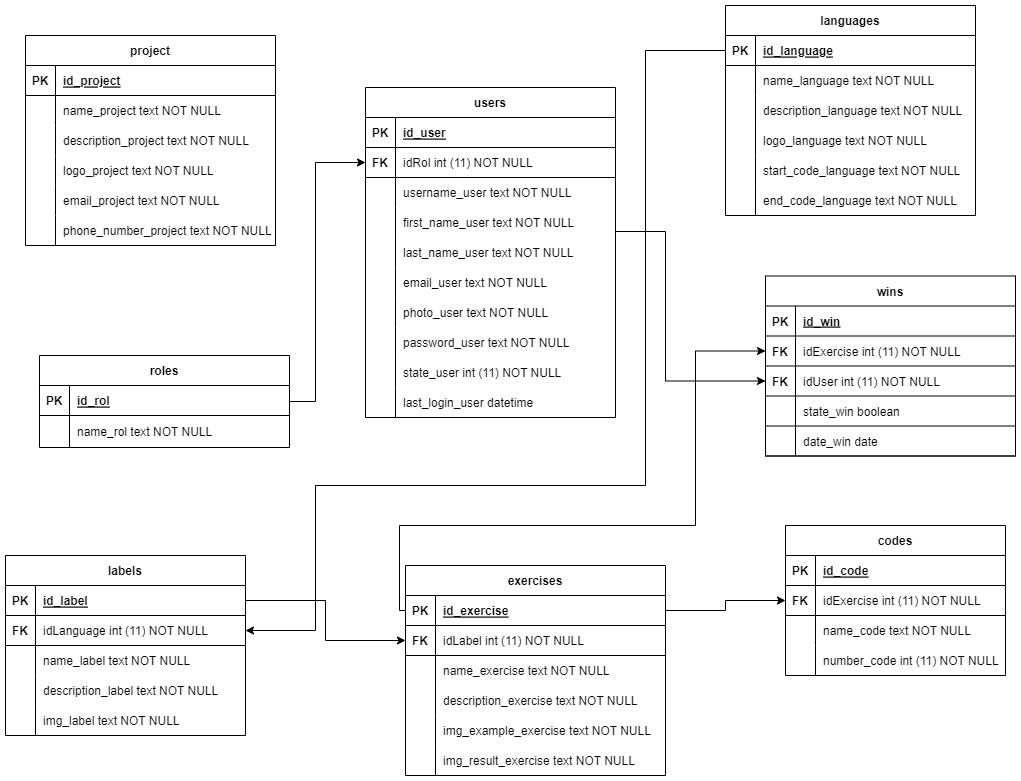 project
PK id_project
name_project text NOT NULL
description_project text NOT NULL
logo_project text NOT NULL
email_project text NOT NULL
phone_number_project text NOT NULL
users
PK id_user
FK idRol int (11) NOT NULL
username_user text NOT NULL
first_name_user text NOT NULL
last_name_user text NOT NULL
email_user text NOT NULL
photo_user text NOT NULL
password_user text NOT NULL
state_user int (11) NOT NULL
last_login_user datetime
languages
PK id_language
name_language text NOT NULL
description_language text NOT NULL
logo_language text NOT NULL
start_code_language text NOT NULL
end_code_language text NOT NULL
roles
PK id_rol
name_rol text NOT NULL
wins
PK id_win
FK idExercise int (11) NOT NULL
FK idUser int (11) NOT NULL
state_win boolean
date_win date
labels
PK id_label
FK idLanguage int (11) NOT NULL
name_label text NOT NULL
description_label text NOT NULL
img_label text NOT NULL
exercises
PK id_exercise
FK idLabel int (11) NOT NULL
name_exercise text NOT NULL
description_exercise text NOT NULL
img_example_exercise text NOT NULL
img_result_exercise text NOT NULL
codes
PK id_code
FK idExercise int (11) NOT NULL
name_code text NOT NULL
number_code int (11) NOT NULL